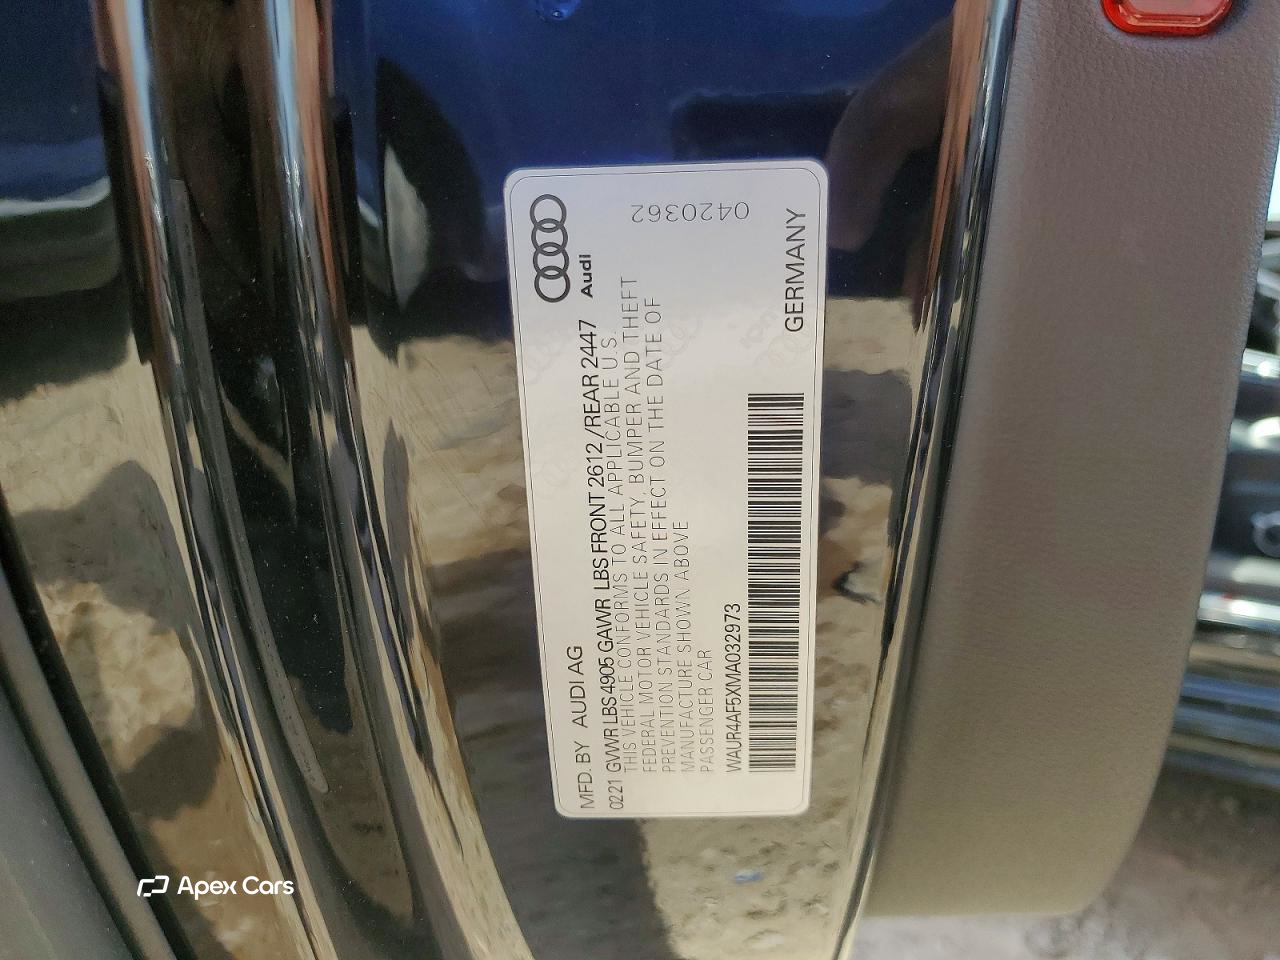 Audi
0420362
MFD. BY AUDI AG
0221 GVWR LBS 4905 GAWR LBS FRONT 2612 / REAR 2447
THIS VEHICLE CONFORMS TO ALL APPLICABLE U.S.
FEDERAL MOTOR VEHICLE SAFETY, BUMPER AND THEFT
PREVENTION STANDARDS IN EFFECT ON THE DATE OF
MANUFACTURE SHOWN ABOVE
PASSENGER CAR
WAUR4AF5XMA032973
GERMANY
Apex Cars